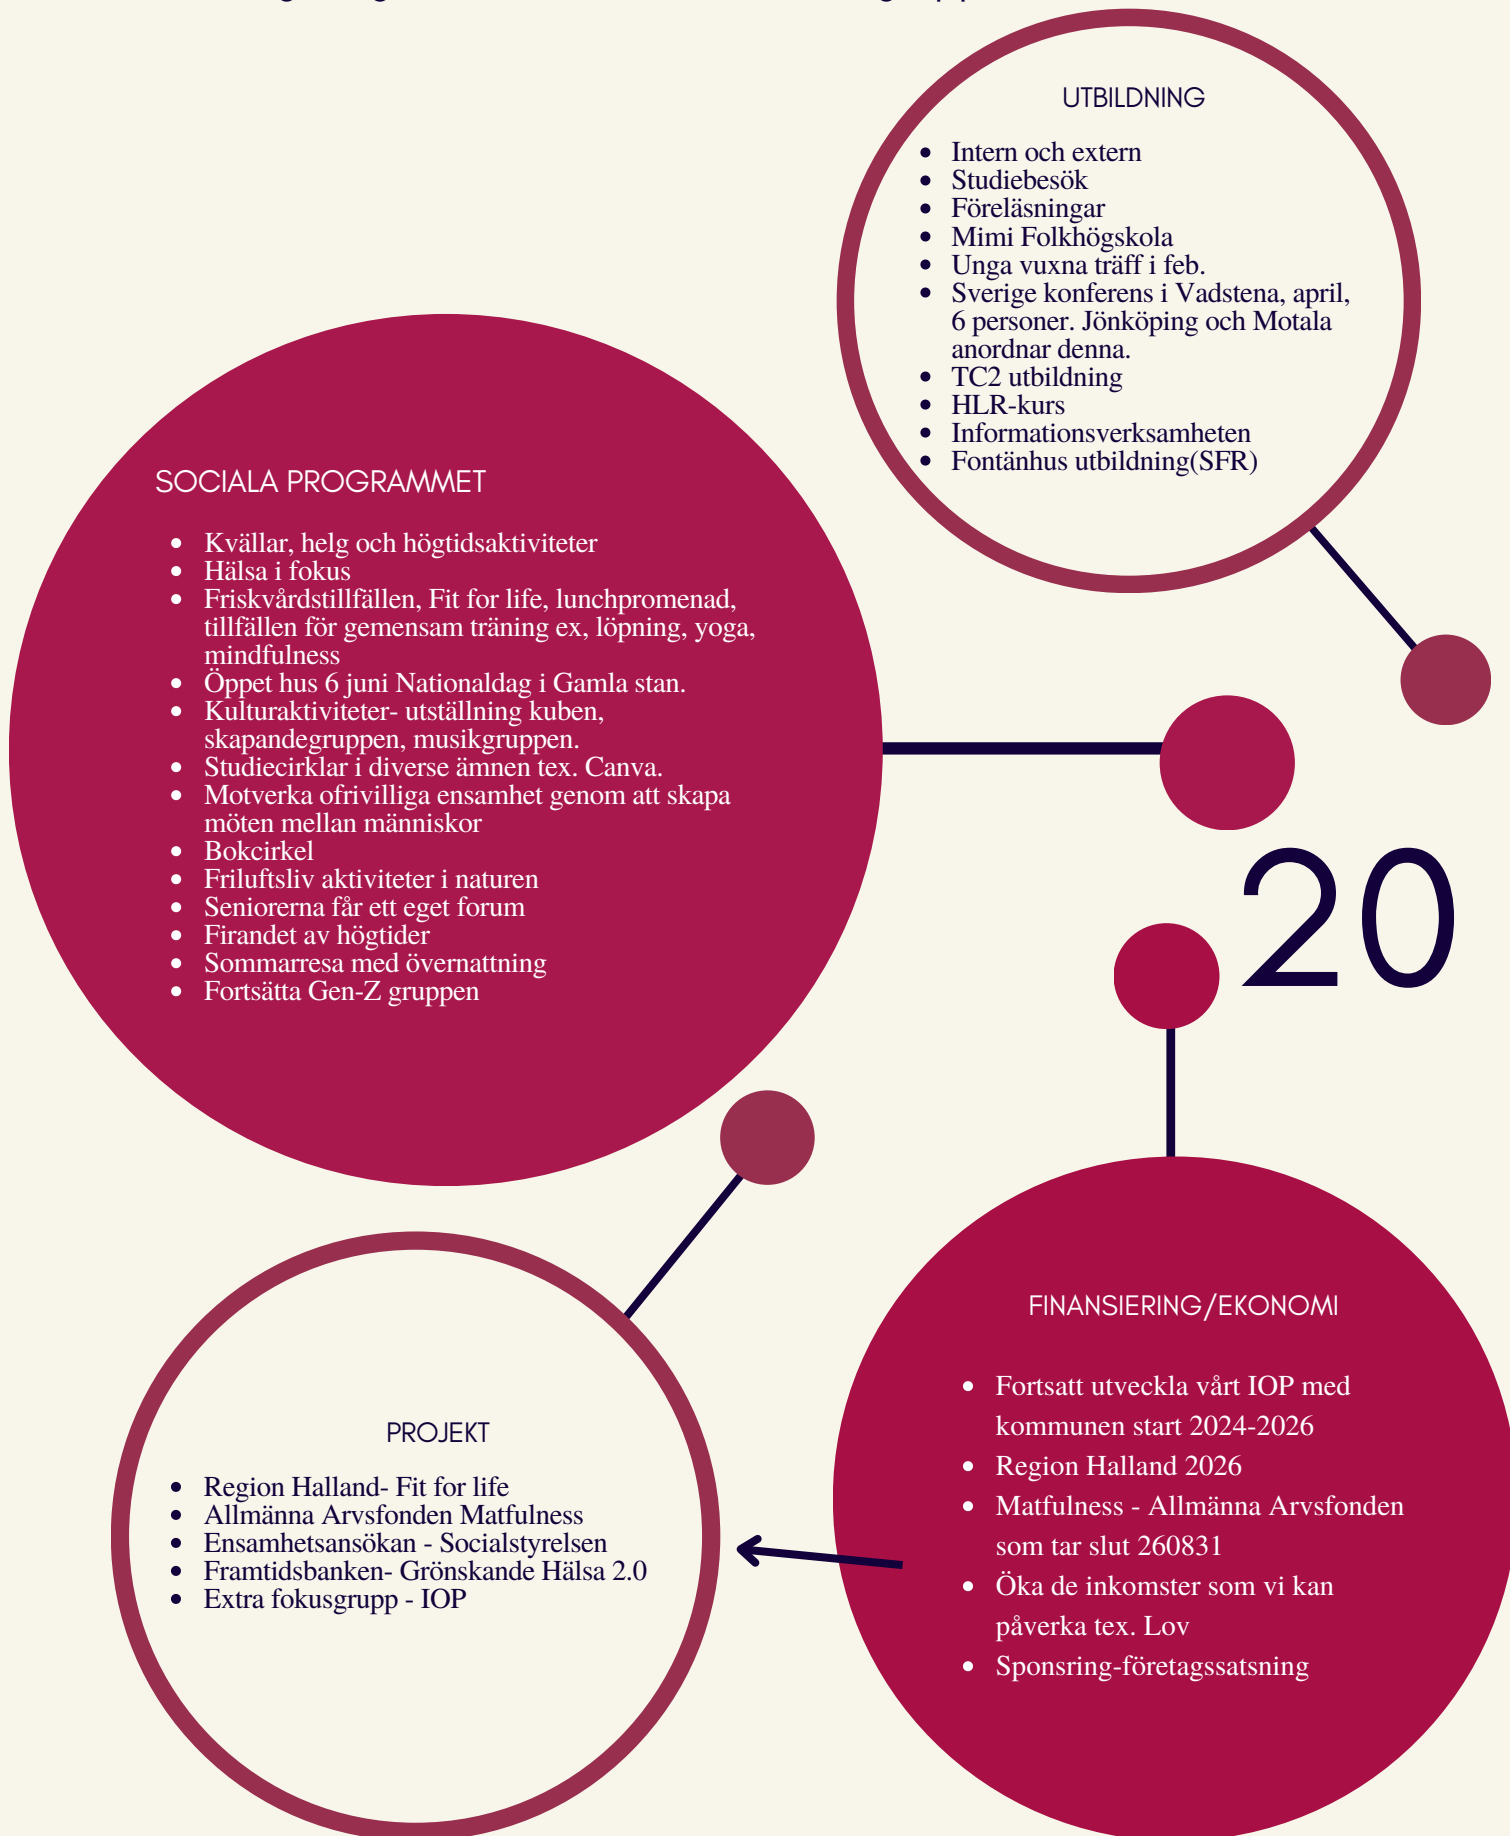 UTBILDNING
Intern och extern
Studiebesök
Föreläsningar
Mimi Folkhögskola
Unga vuxna träff i feb.
Sverige konferens i Vadstena, april,
6 personer. Jönköping och Motala
anordnar denna.
TC2 utbildning
HLR-kurs
Informationsverksamheten
Fontänhus utbildning(SFR)
SOCIALA PROGRAMMET
Kvällar, helg och högtidsaktiviteter
Hälsa i fokus
Friskvårdstillfällen, Fit for life, lunchpromenad,
tillfällen för gemensam träning ex, löpning, yoga,
mindfulness
Öppet hus 6 juni Nationaldag i Gamla stan.
Kulturaktiviteter- utställning kuben,
skapandegruppen, musikgruppen.
Studiecirklar i diverse ämnen tex. Canva.
Motverka ofrivilliga ensamhet genom att skapa
möten mellan människor
Bokcirkel
Friluftsliv aktiviteter i naturen
Seniorerna får ett eget forum
Firandet av högtider
Sommarresa med övernattning
Fortsätta Gen-Z gruppen
20
PROJEKT
Region Halland- Fit for life
Allmänna Arvsfonden Matfulness
Ensamhetsansökan - Socialstyrelsen
Framtidsbanken- Grönskande Hälsa 2.0
Extra fokusgrupp - IOP
FINANSIERING/EKONOMI
Fortsatt utveckla vårt IOP med
kommunen start 2024-2026
Region Halland 2026
Matfulness - Allmänna Arvsfonden
som tar slut 260831
Öka de inkomster som vi kan
påverka tex. Lov
Sponsring-företagssatsning